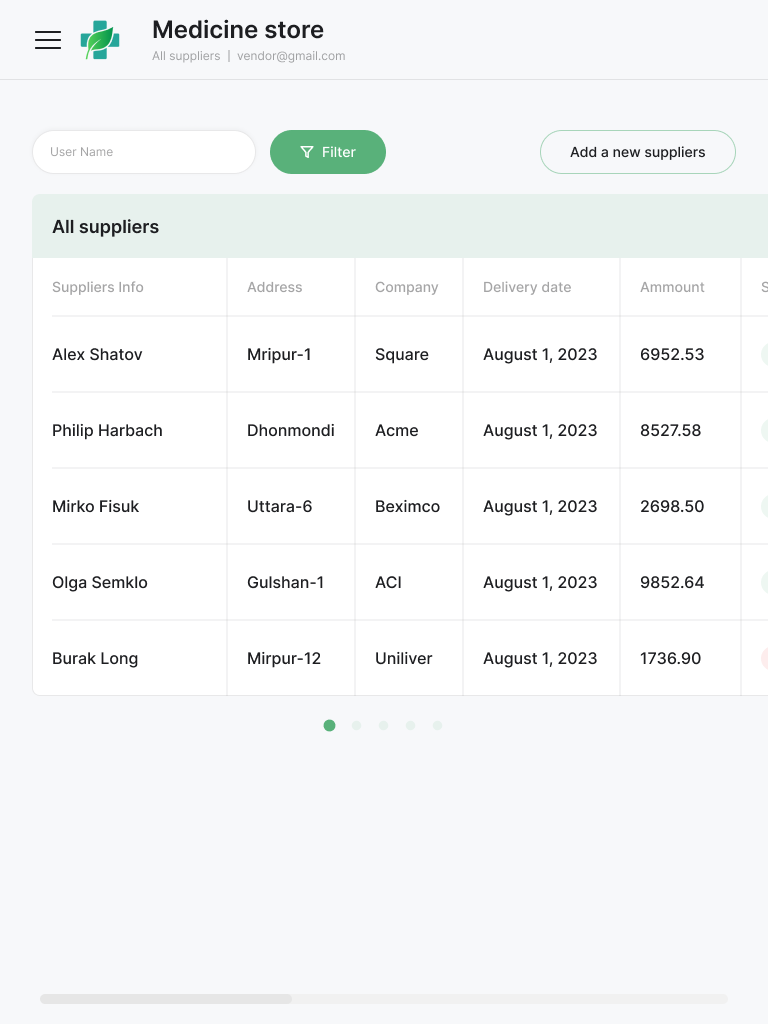 Medicine store
All suppliers | vendor@gmail.com
User Name
Filter
Add a new suppliers
All suppliers
Suppliers Info Address Company Delivery date Ammount S
Alex Shatov Mripur-1 Square August 1, 2023 6952.53
Philip Harbach Dhonmondi Acme August 1, 2023 8527.58
Mirko Fisuk Uttara-6 Beximco August 1, 2023 2698.50
Olga Semklo Gulshan-1 ACI August 1, 2023 9852.64
Burak Long Mirpur-12 Uniliver August 1, 2023 1736.90